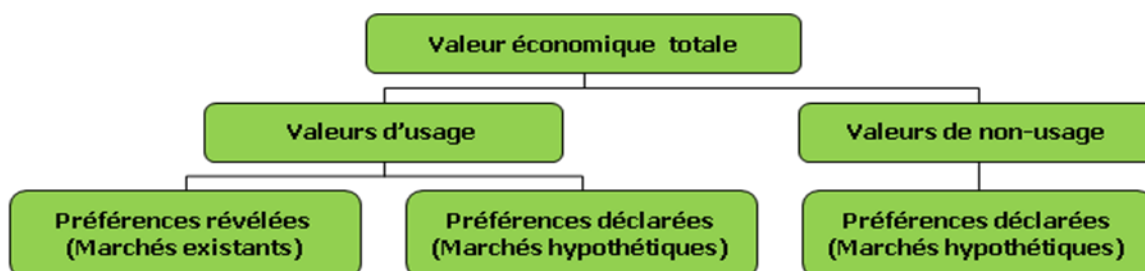 Valeur économique totale
Valeurs d'usage
Valeurs de non-usage
Préférences révélées
(Marchés existants)
Préférences déclarées
(Marchés hypothétiques)
Préférences déclarées
(Marchés hypothétiques)